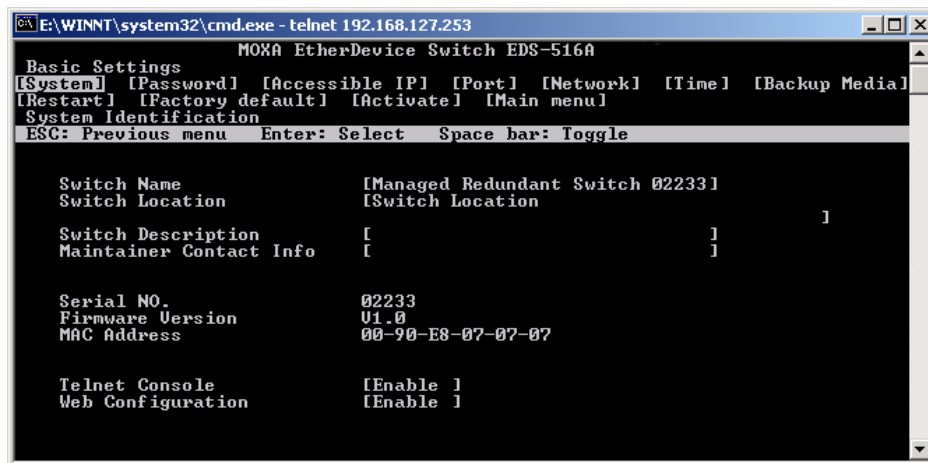 E:\WINNT\system32\cmd.exe - telnet 192.168.127.253
MOXA EtherDevice Switch EDS-516A
Basic Settings
[System] [Password] [Accessible IP] [Port] [Network] [Time] [Backup Media]
[Restart] [Factory default] [Activate] [Main menu]
System Identification
ESC: Previous menu Enter: Select Space bar: Toggle
Switch Name [Managed Redundant Switch 02233]
Switch Location [Switch Location
]
Switch Description [ ]
Maintainer Contact Info [ ]
Serial NO. 02233
Firmware Version V1.0
MAC Address 00-90-E8-07-07-07
Telnet Console [Enable ]
Web Configuration [Enable ]